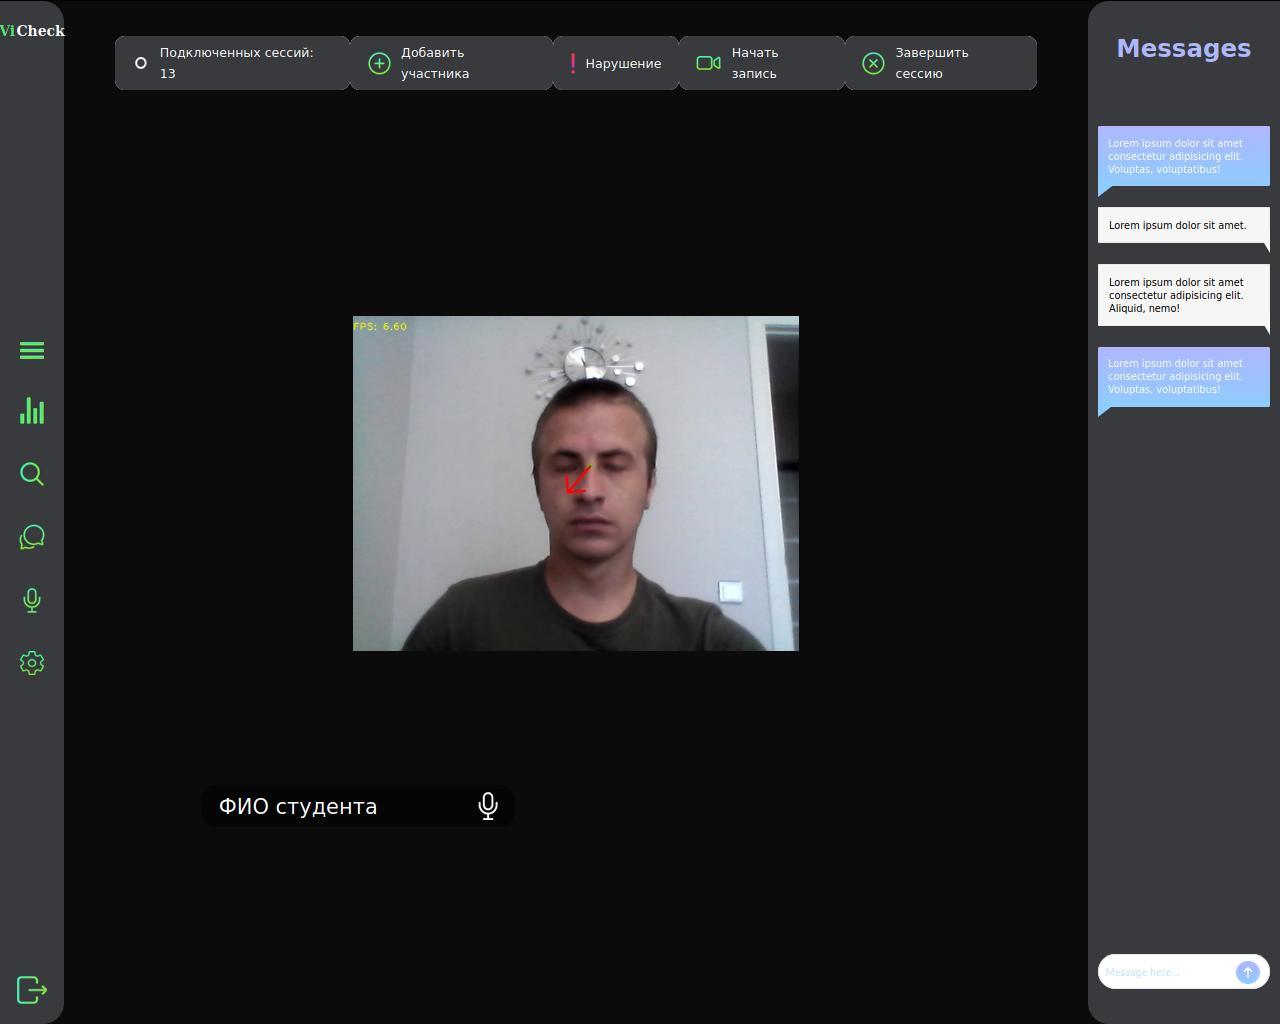 ViCheck
Подключенных сессий:
13
Добавить
участника
Нарушение
Начать
запись
Завершить
сессию
FPS: 6.60
ФИО студента
Messages
Lorem ipsum dolor sit amet
consectetur adipisicing elit.
Voluptas, voluptatibus!
Lorem ipsum dolor sit amet.
Lorem ipsum dolor sit amet
consectetur adipisicing elit.
Aliquid, nemo!
Lorem ipsum dolor sit amet
consectetur adipisicing elit.
Voluptas, voluptatibus!
Message here...